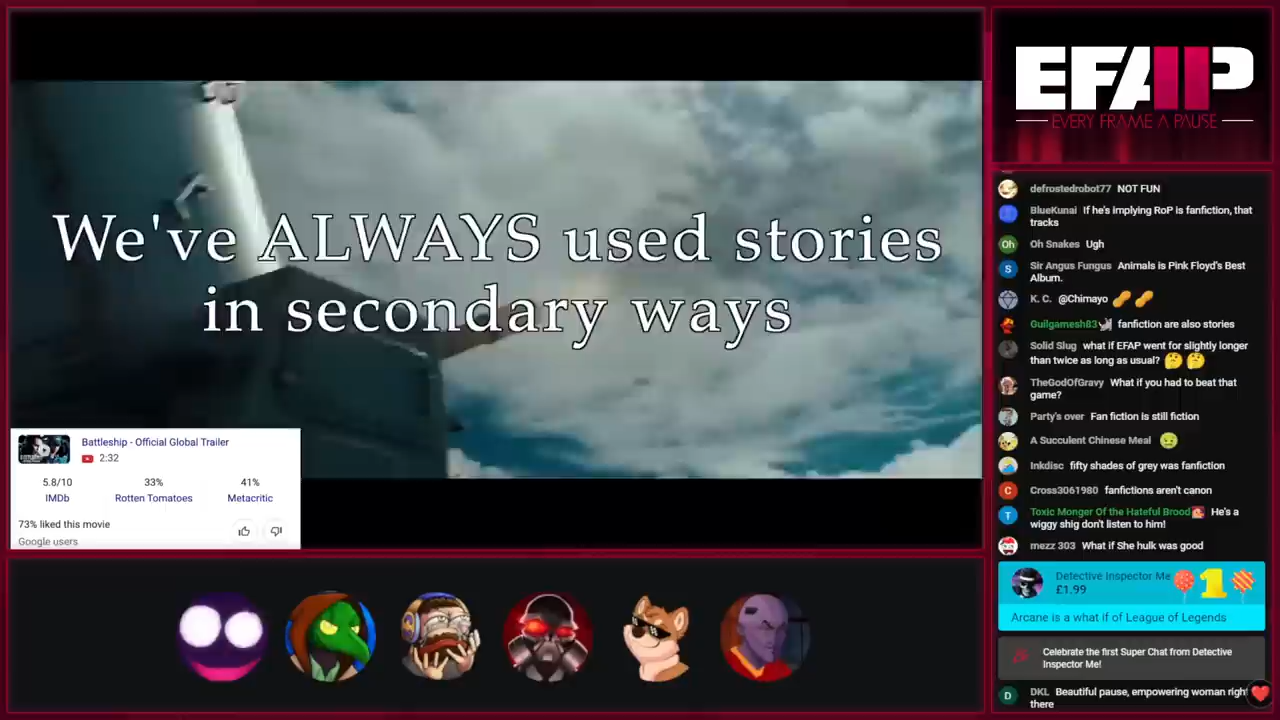 We've ALWAYS used stories
in secondary ways
Battleship - Official Global Trailer
2:32
5.8/10
33%
41%
IMDb
Rotten Tomatoes
Metacritic
73% liked this movie
Google users
EFAP
EVERY FRAME A PAUSE
defrostedrobot77 NOT FUN
BlueKunai If he's implying RoP is fanfiction, that
tracks
Oh
Oh Snakes Ugh
S
Sir Angus Fungus Animals is Pink Floyd's Best
Album.
K. C. @Chimayo 🥜 🥜
Guilgamesh83 fanfiction are also stories
Solid Slug what if EFAP went for slightly longer
than twice as long as usual? 🤔 🤔
TheGodOfGravy What if you had to beat that
game?
Party's over Fan fiction is still fiction
A Succulent Chinese Meal 🤢
Inkdisc fifty shades of grey was fanfiction
C
Cross3061980 fanfictions aren't canon
T
Toxic Monger Of the Hateful Brood He's a
wiggy shig don't listen to him!
mezz 303 What if She hulk was good
Detective Inspector Me
£1.99
1
Arcane is a what if of League of Legends
Celebrate the first Super Chat from Detective
Inspector Me!
D
DKL Beautiful pause, empowering woman right
there